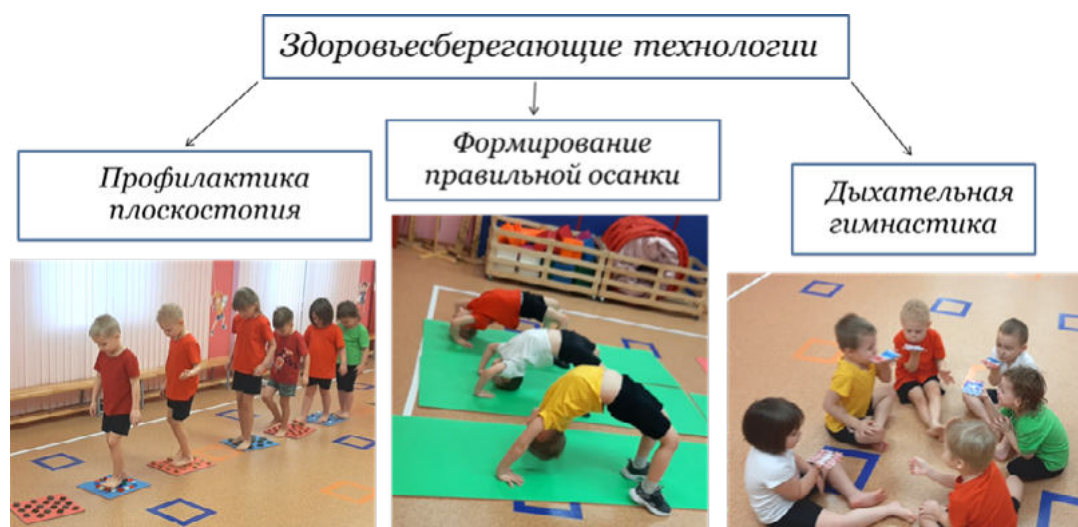 Здоровьесберегающие технологии
Профилактика
плоскостопия
Формирование
правильной осанки
Дыхательная
гимнастика